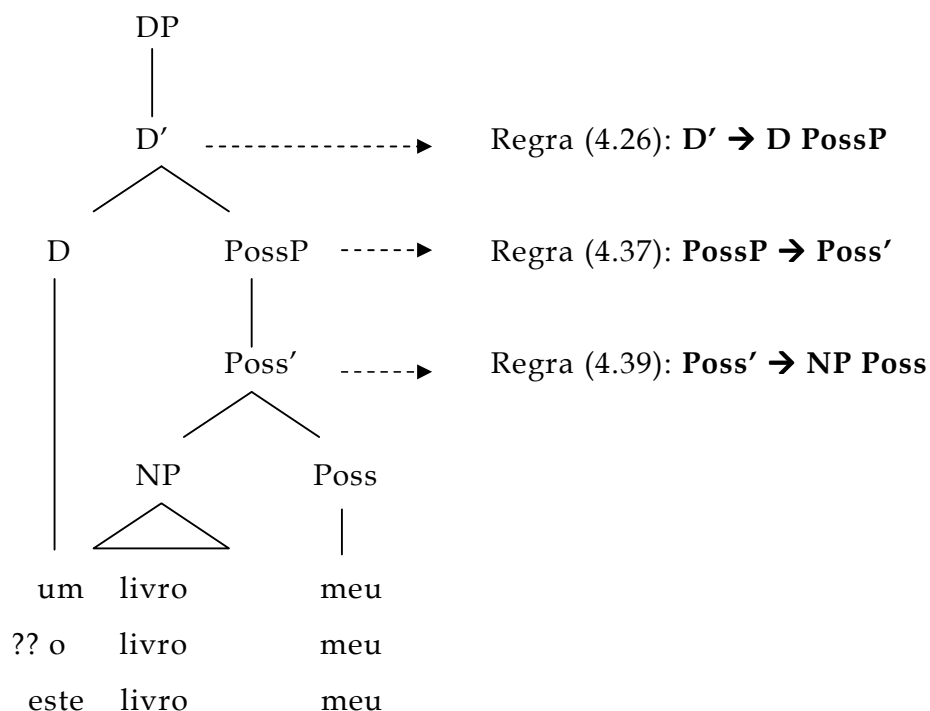 DP
D' Regra (4.26): D' → D PossP
D PossP Regra (4.37): PossP → Poss'
Poss' Regra (4.39): Poss' → NP Poss
NP Poss
um livro meu
?? o livro meu
este livro meu